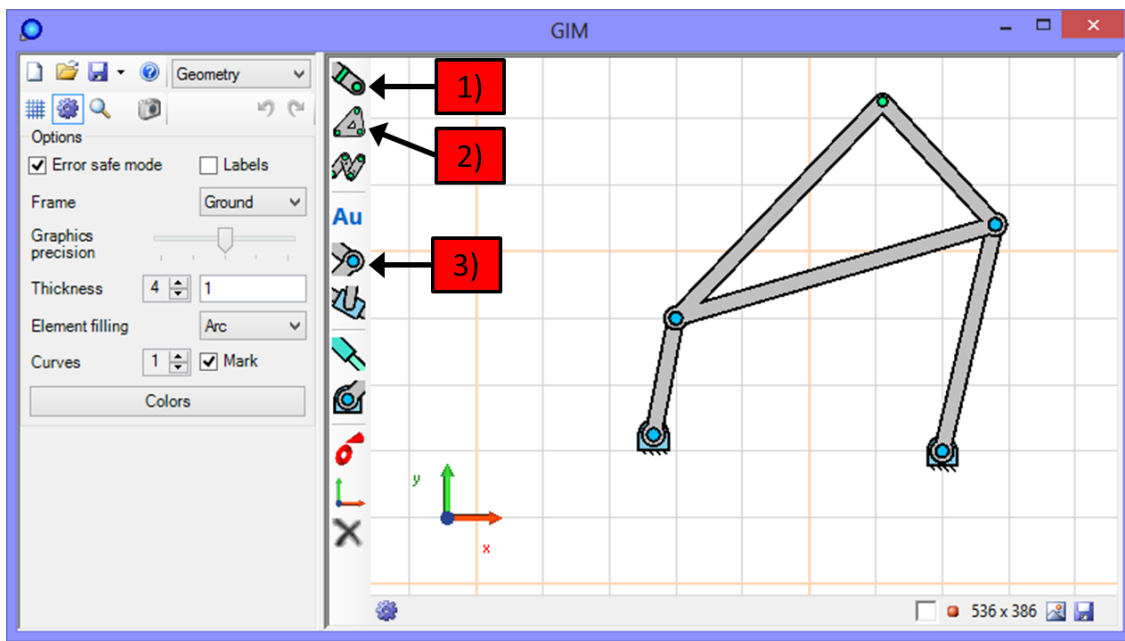 GIM
Geometry
Options
Error safe mode
Labels
Frame
Ground
Graphics
precision
Thickness
4
1
Element filling
Arc
Curves
1
Mark
Colors
1)
2)
Au
3)
y
x
536 x 386